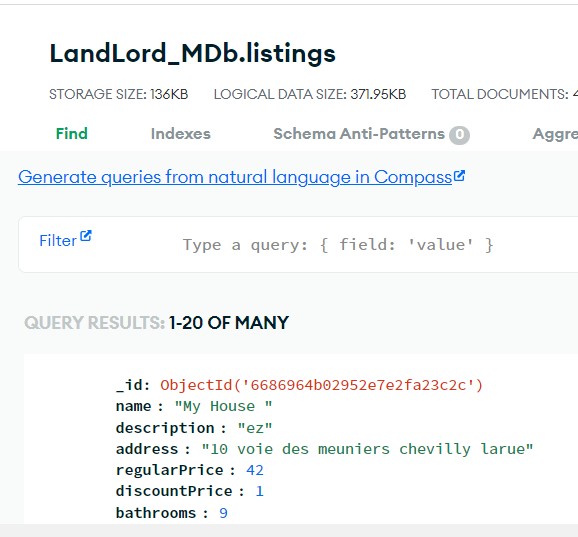 LandLord_MDb.listings
STORAGE SIZE: 136KB LOGICAL DATA SIZE: 371.95KB TOTAL DOCUMENTS: 4
Find Indexes Schema Anti-Patterns 0 Aggre
Generate queries from natural language in Compass
Filter Type a query: { field: 'value' }
QUERY RESULTS: 1-20 OF MANY
_id: ObjectId('6686964b02952e7e2fa23c2c')
name : "My House "
description : "ez"
address : "10 voie des meuniers chevilly larue"
regularPrice : 42
discountPrice : 1
bathrooms : 9